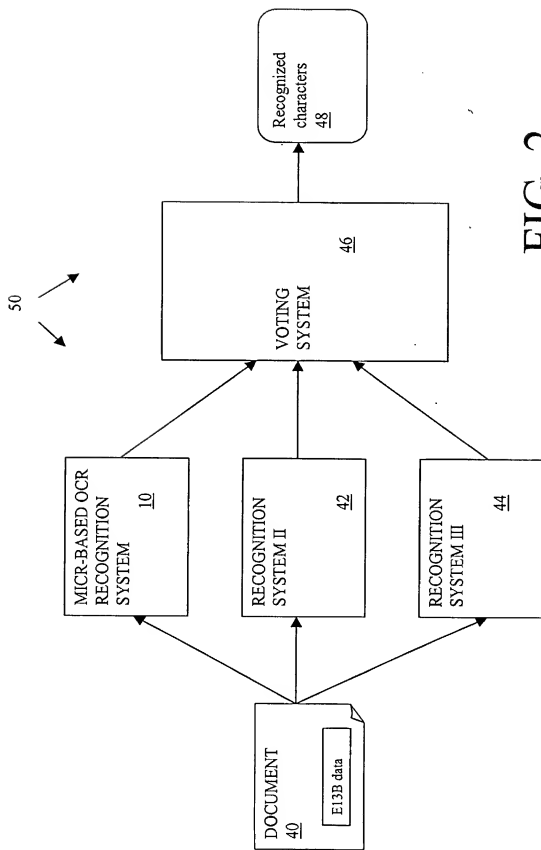 50
DOCUMENT
40
E13B data
MICR-BASED OCR
RECOGNITION
SYSTEM
10
RECOGNITION
SYSTEM II
42
RECOGNITION
SYSTEM III
44
VOTING
SYSTEM
46
Recognized
characters
48
FIG. 2